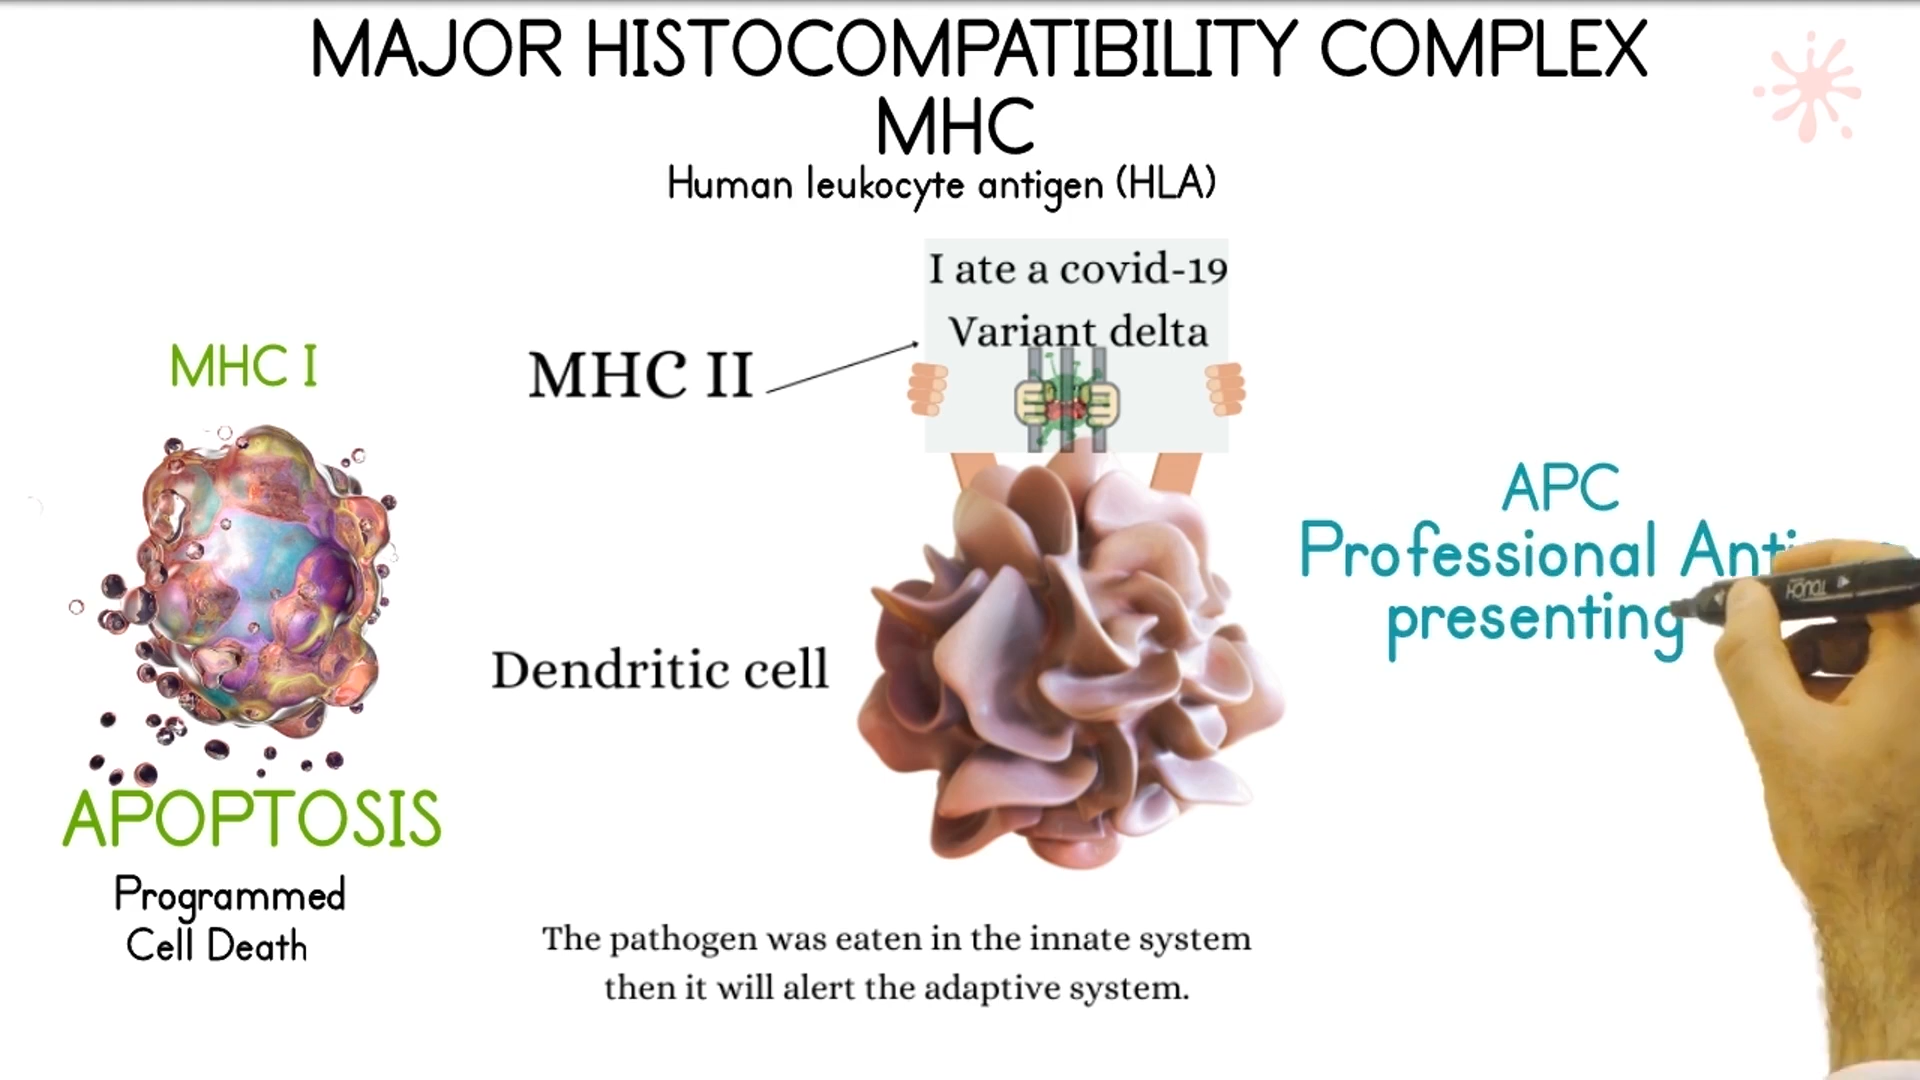 MAJOR HISTOCOMPATIBILITY COMPLEX
MHC
Human leukocyte antigen (HLA)
I ate a covid-19
Variant delta
MHC I
MHC II
APC
Professional
presenting
Dendritic cell
APOPTOSIS
Programmed
Cell Death
The pathogen was eaten in the innate system
then it will alert the adaptive system.
TOUCH